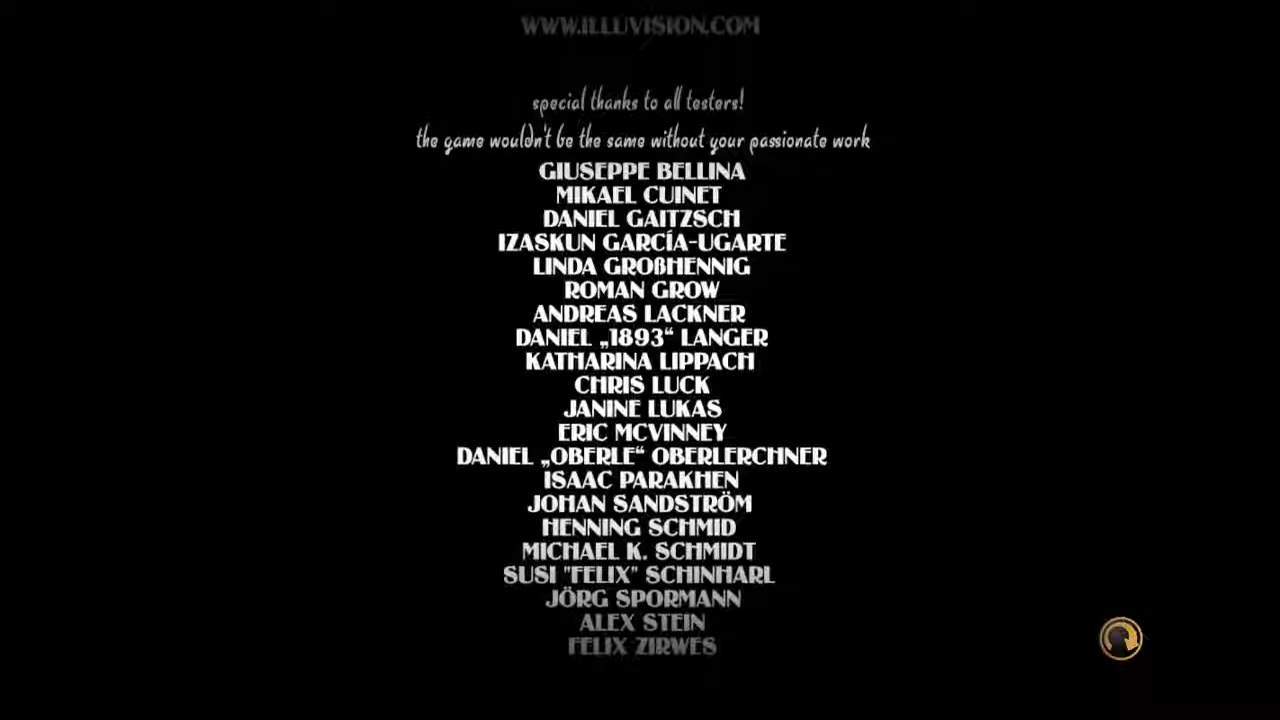 WWW.ILLUVISION.COM
special thanks to all testers!
the game wouldn't be the same without your passionate work
GIUSEPPE BELLINA
MIKAEL CUINET
DANIEL GAITZSCH
IZASKUN GARCÍA-UGARTE
LINDA GROßHENNIG
ROMAN GROW
ANDREAS LACKNER
DANIEL „1893“ LANGER
KATHARINA LIPPACH
CHRIS LUCK
JANINE LUKAS
ERIC MCVINNEY
DANIEL „OBERLE“ OBERLERCHNER
ISAAC PARAKHEN
JOHAN SANDSTRÖM
HENNING SCHMID
MICHAEL K. SCHMIDT
SUSI "FELIX" SCHINHARL
JÖRG SPORMANN
ALEX STEIN
FELIX ZIRWES